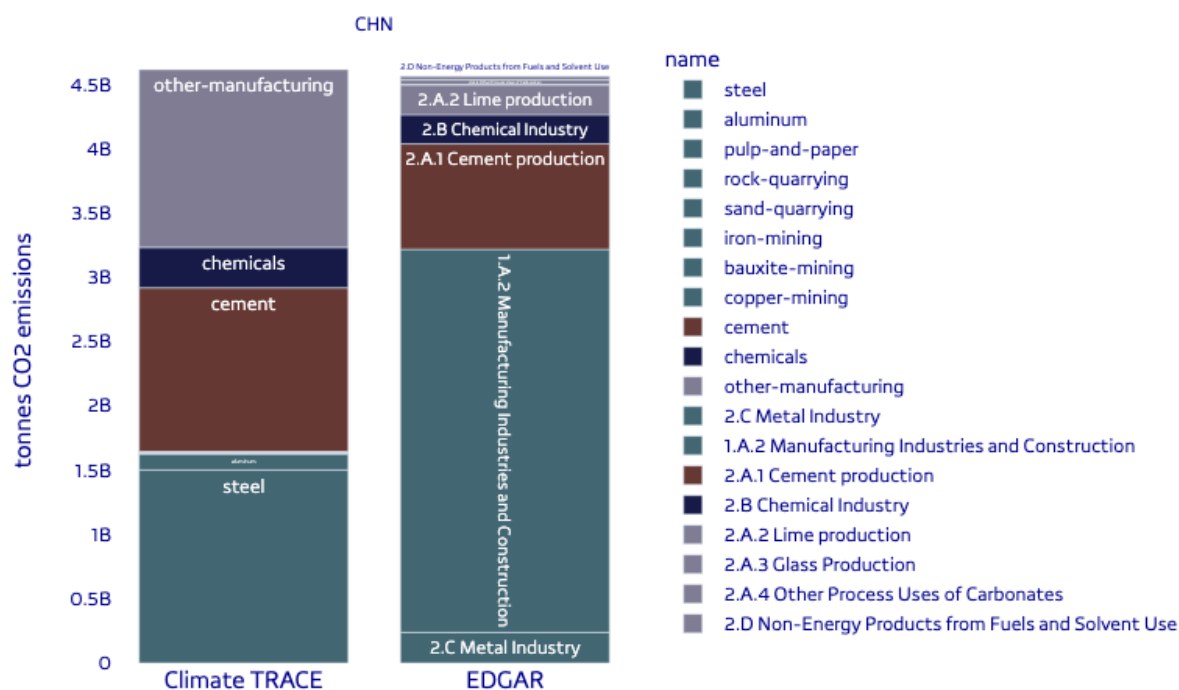 CHN
tonnes CO2 emissions
4.5B
4B
3.5B
3B
2.5B
2B
1.5B
1B
0.5B
0
other-manufacturing
chemicals
cement
aluminum
steel
Climate TRACE
2.D Non-Energy Products from Fuels and Solvent Use
2.A.2 Lime production
2.B Chemical Industry
2.A.1 Cement production
1.A.2 Manufacturing Industries and Construction
2.C Metal Industry
EDGAR
name
steel
aluminum
pulp-and-paper
rock-quarrying
sand-quarrying
iron-mining
bauxite-mining
copper-mining
cement
chemicals
other-manufacturing
2.C Metal Industry
1.A.2 Manufacturing Industries and Construction
2.A.1 Cement production
2.B Chemical Industry
2.A.2 Lime production
2.A.3 Glass Production
2.A.4 Other Process Uses of Carbonates
2.D Non-Energy Products from Fuels and Solvent Use